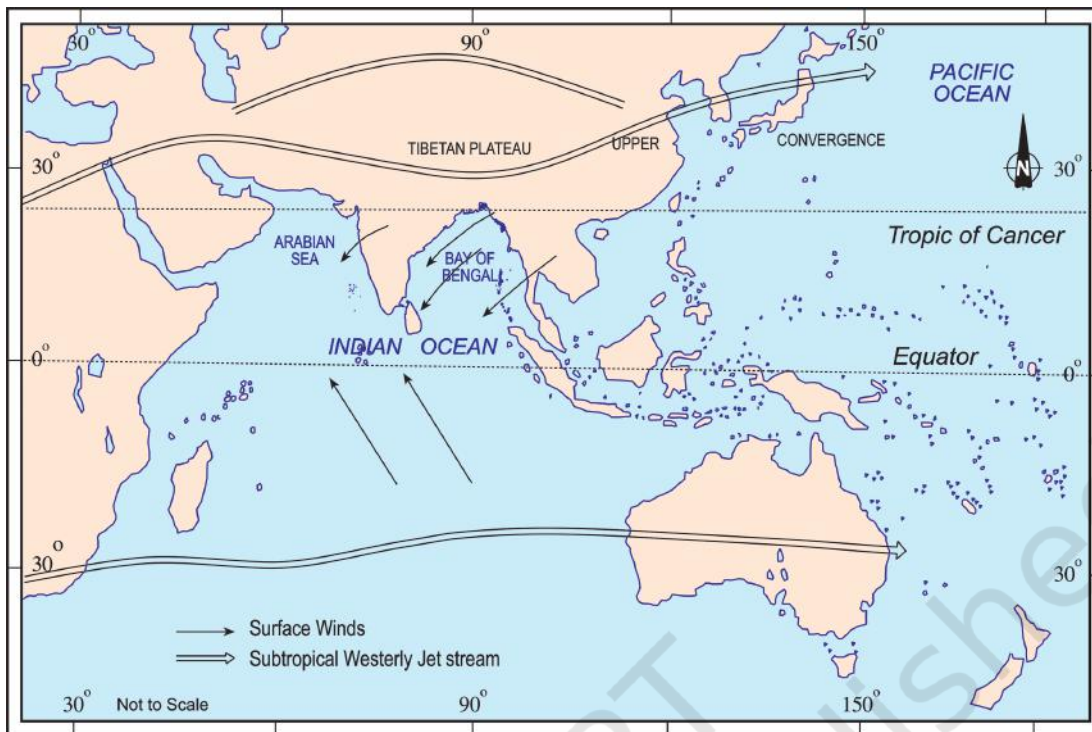 30°
90°
150°
PACIFIC
OCEAN
TIBETAN PLATEAU
UPPER
CONVERGENCE
N
30°
30°
ARABIAN
SEA
BAY OF
BENGAL
Tropic of Cancer
INDIAN OCEAN
Equator
0°
0°
30°
30°
Surface Winds
Subtropical Westerly Jet stream
30°
Not to Scale
90°
150°